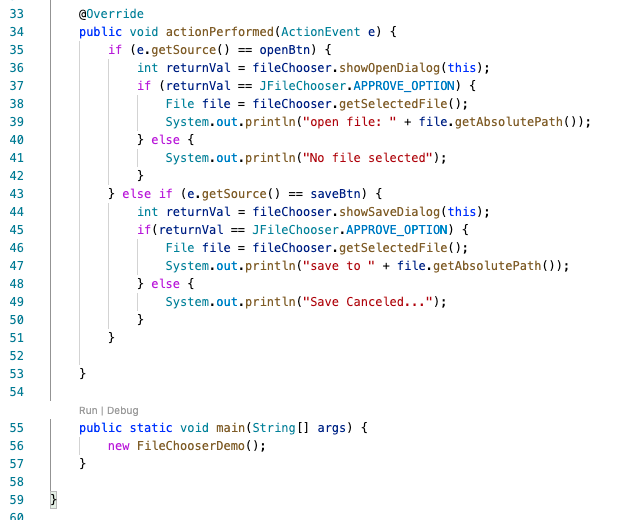 33 @Override
34 public void actionPerformed(ActionEvent e) {
35 if (e.getSource() == openBtn) {
36 int returnVal = fileChooser.showOpenDialog(this);
37 if (returnVal == JFileChooser.APPROVE_OPTION) {
38 File file = fileChooser.getSelectedFile();
39 System.out.println("open file: " + file.getAbsolutePath());
40 } else {
41 System.out.println("No file selected");
42 }
43 } else if (e.getSource() == saveBtn) {
44 int returnVal = fileChooser.showSaveDialog(this);
45 if(returnVal == JFileChooser.APPROVE_OPTION) {
46 File file = fileChooser.getSelectedFile();
47 System.out.println("save to " + file.getAbsolutePath());
48 } else {
49 System.out.println("Save Canceled...");
50 }
51 }
52
53 }
54
Run | Debug
55 public static void main(String[] args) {
56 new FileChooserDemo();
57 }
58
59 }
60